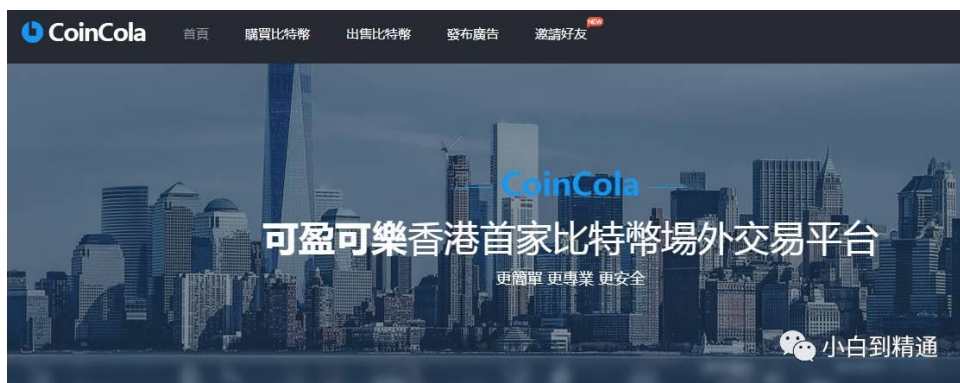 CoinCola 首頁 購買比特幣 出售比特幣 發布廣告 邀請好友 NEW
CoinCola
可盈可樂香港首家比特幣場外交易平台
更簡單 更專業 更安全
小白到精通